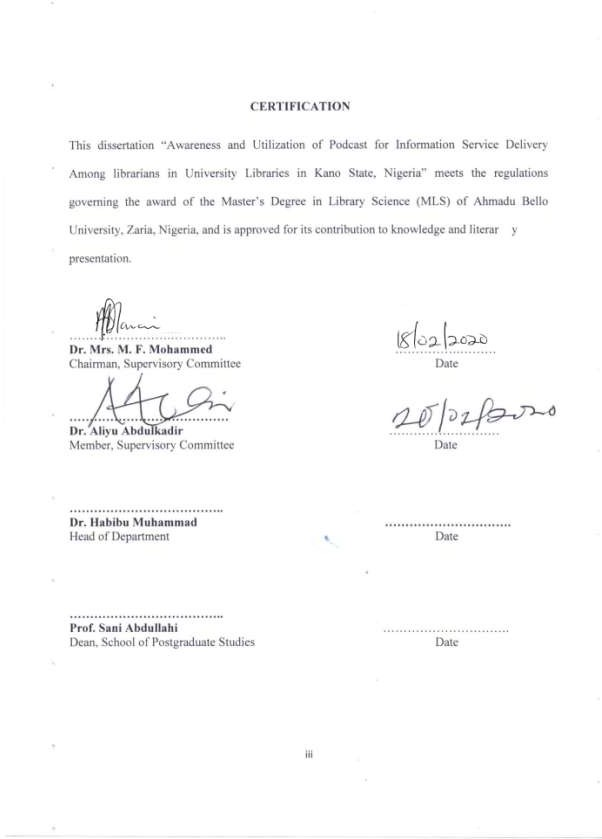 CERTIFICATION
This dissertation “Awareness and Utilization of Podcast for Information Service Delivery
Among librarians in University Libraries in Kano State, Nigeria” meets the regulations
governing the award of the Master’s Degree in Library Science (MLS) of Ahmadu Bello
University, Zaria, Nigeria, and is approved for its contribution to knowledge and literar y
presentation.
18/02/2020
Dr. Mrs. M. F. Mohammed
Chairman, Supervisory Committee
Date
Dr. Aliyu Abdulkadir
Member, Supervisory Committee
Date
Dr. Habibu Muhammad
Head of Department
Date
Prof. Sani Abdullahi
Dean, School of Postgraduate Studies
Date
iii